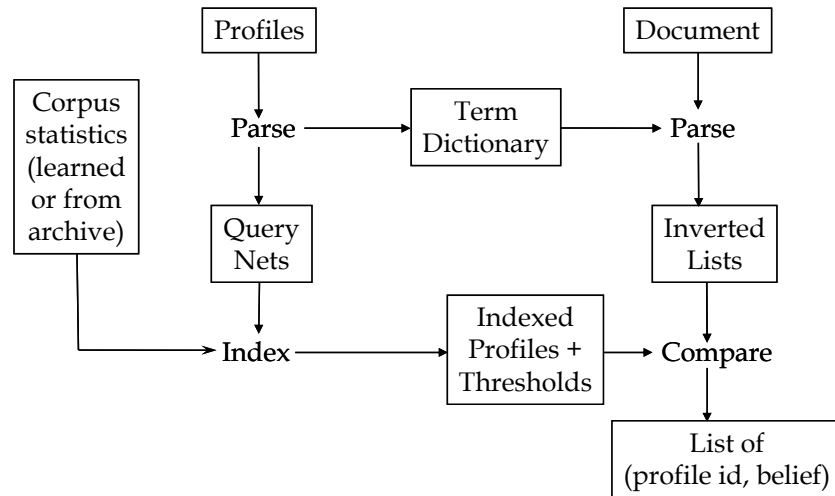 Profiles
Document
Corpus
statistics
(learned
or from
archive)
Parse
Term
Dictionary
Parse
Query
Nets
Inverted
Lists
Index
Indexed
Profiles +
Thresholds
Compare
List of
(profile id, belief)